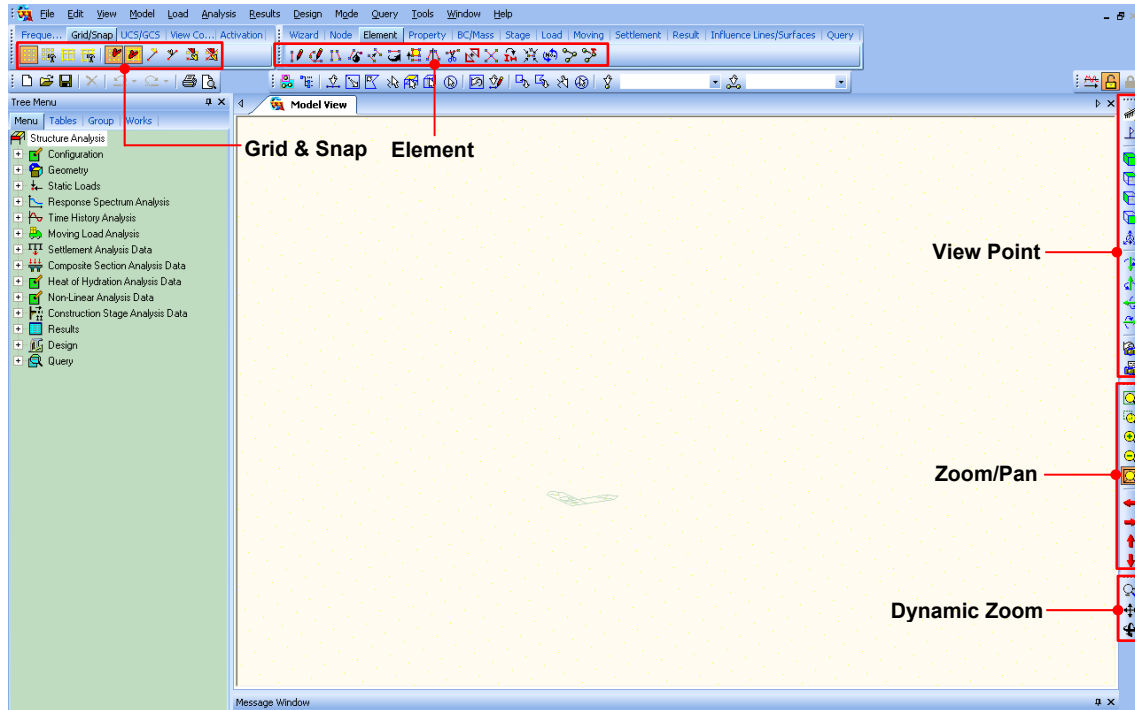 File Edit View Model Load Analysis Results Design Mode Query Tools Window Help
Freque... Grid/Snap UCS/GCS View Co... Activation Wizard Node Element Property BC/Mass Stage Load Moving Settlement Result Influence Lines/Surfaces Query
Tree Menu
Model View
Menu Tables Group Works
Structure Analysis
Configuration
Geometry
Static Loads
Response Spectrum Analysis
Time History Analysis
Moving Load Analysis
Settlement Analysis Data
Composite Section Analysis Data
Heat of Hydration Analysis Data
Non-Linear Analysis Data
Construction Stage Analysis Data
Results
Design
Query
Grid & Snap
Element
View Point
Zoom/Pan
Dynamic Zoom
Message Window